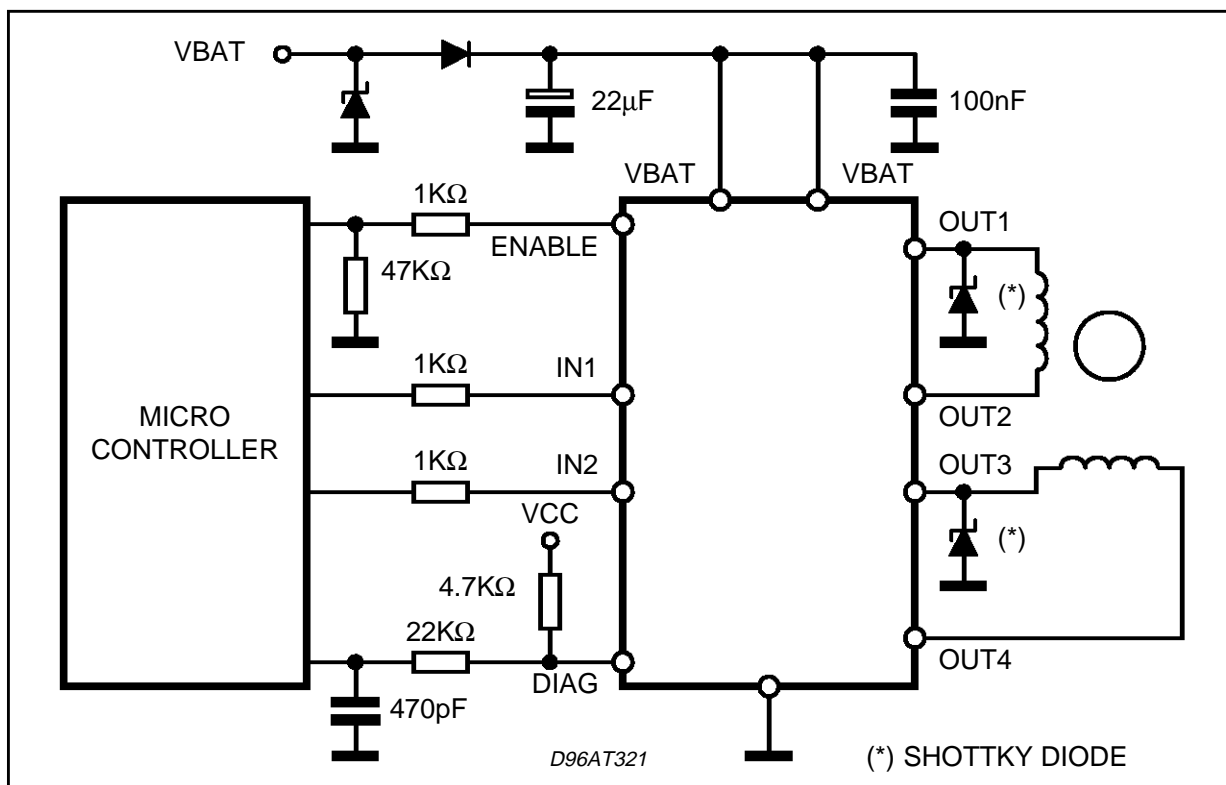 VBAT
22μF
100nF
VBAT
VBAT
1KΩ
ENABLE
OUT1
47KΩ
(*)
1KΩ
IN1
MICRO
CONTROLLER
OUT2
1KΩ
IN2
OUT3
VCC
(*)
4.7KΩ
22KΩ
DIAG
OUT4
470pF
D96AT321
(*) SHOTTKY DIODE